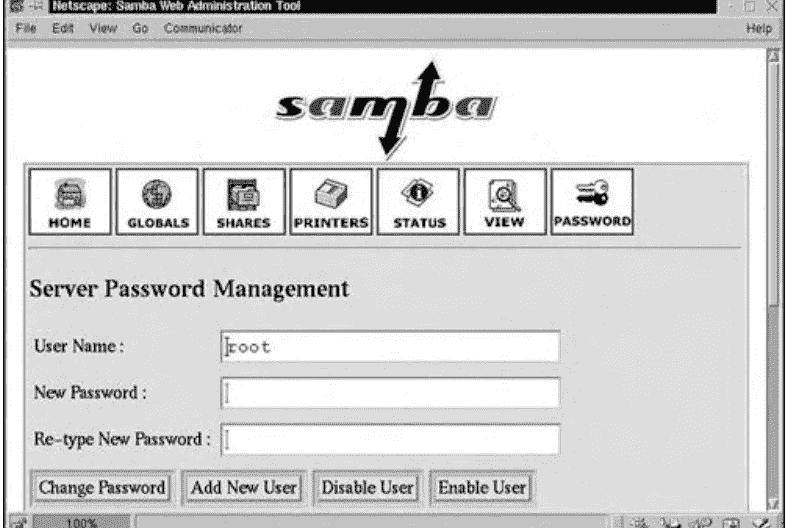 Netscape: Samba Web Administration Tool
File Edit View Go Communicator Help
samba
HOME GLOBALS SHARES PRINTERS STATUS VIEW PASSWORD
Server Password Management
User Name : root
New Password :
Re-type New Password :
Change Password Add New User Disable User Enable User
100%